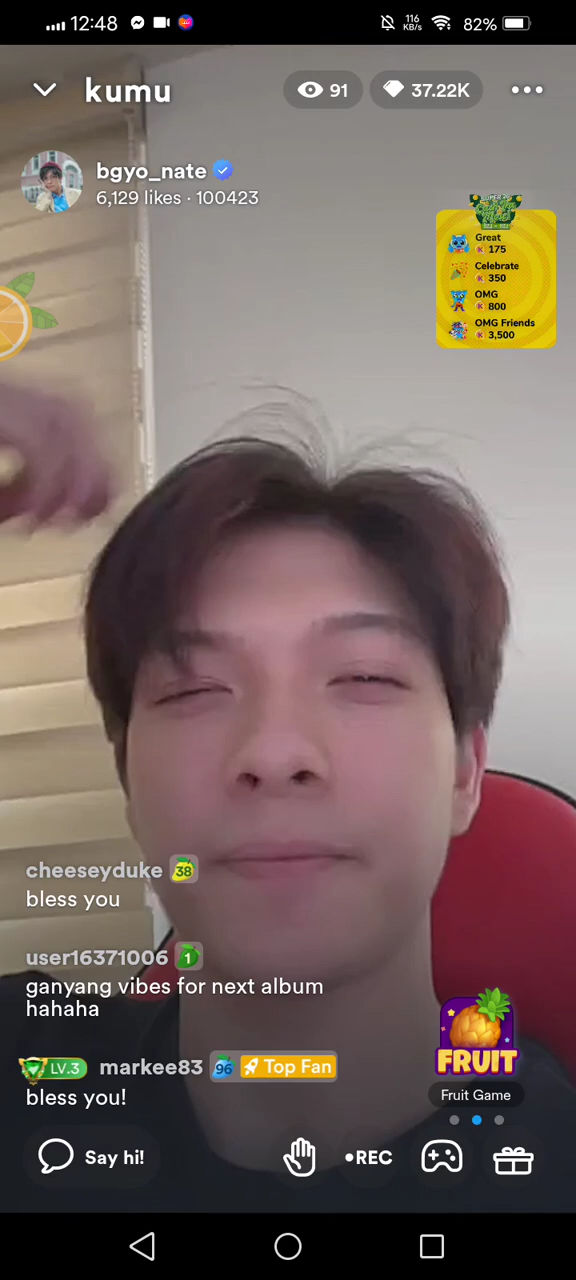 12:48
116
KB/s
82%
kumu
91
37.22K
bgyo_nate
6,129 likes · 100423
Great
175
Celebrate
350
OMG
800
OMG Friends
3,500
cheeseyduke 38
bless you
user16371006 1
ganyang vibes for next album
hahaha
LV.3 markee83 96 Top Fan
bless you!
FRUIT
Fruit Game
Say hi!
•REC